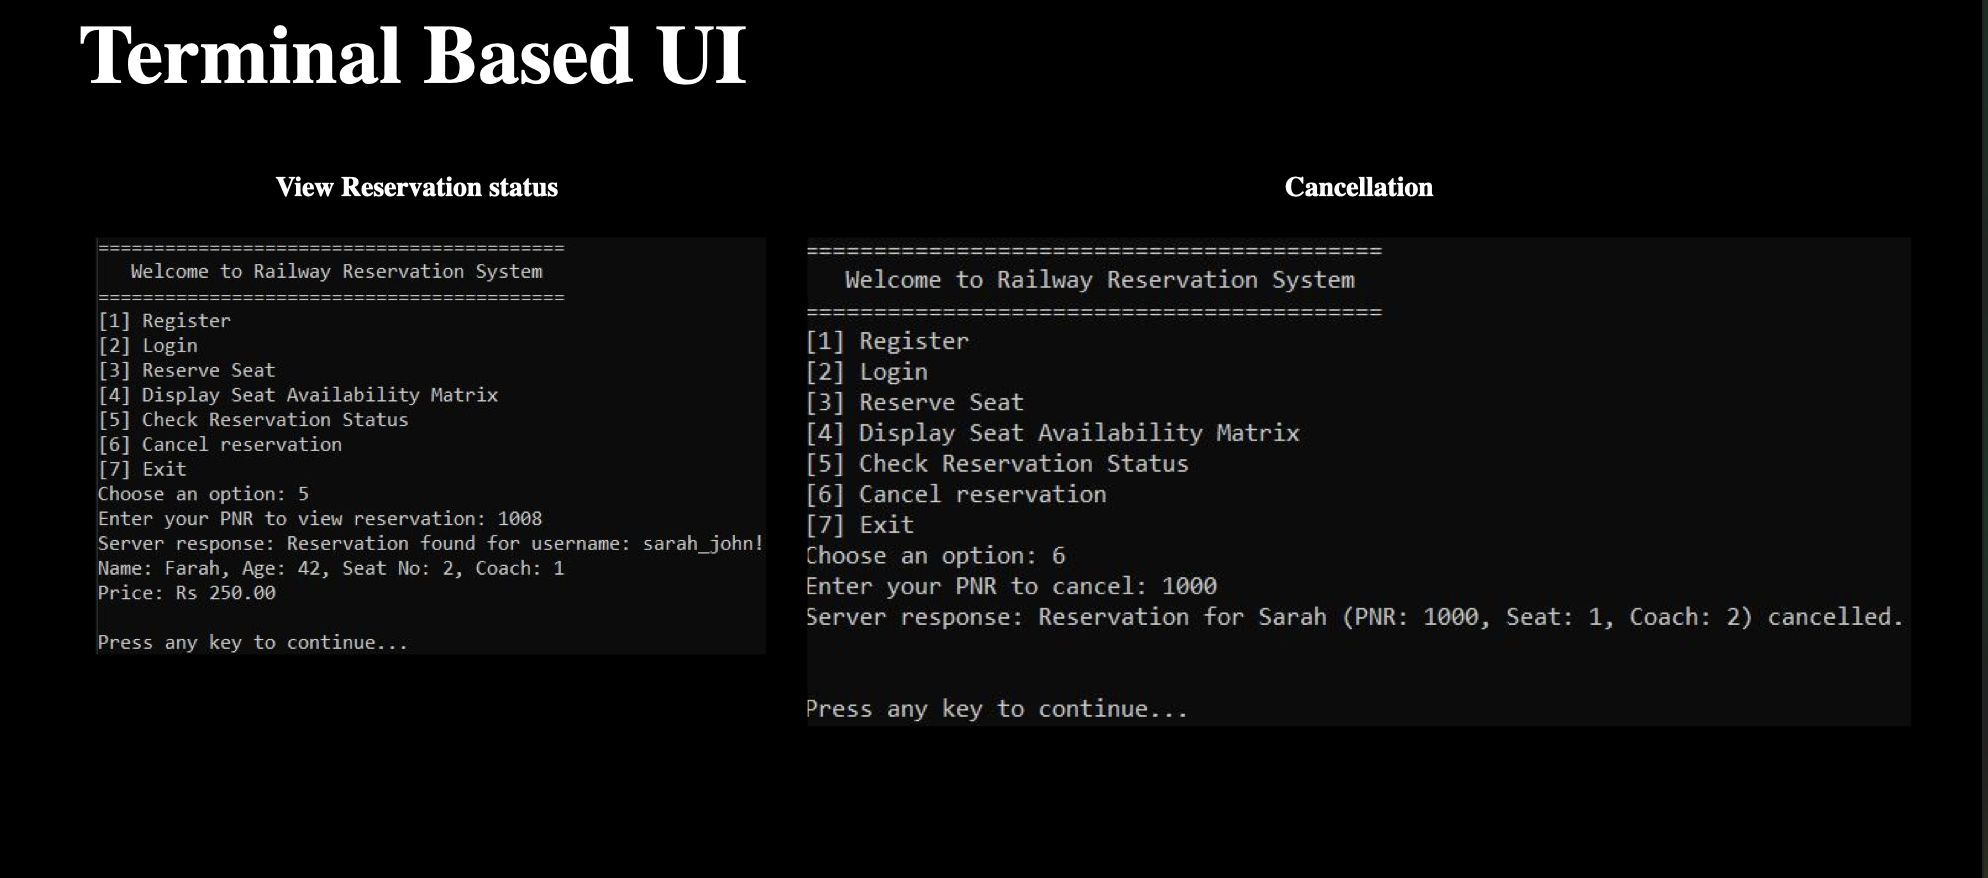 Terminal Based UI
View Reservation status
==========================================
   Welcome to Railway Reservation System
==========================================
[1] Register
[2] Login
[3] Reserve Seat
[4] Display Seat Availability Matrix
[5] Check Reservation Status
[6] Cancel reservation
[7] Exit
Choose an option: 5
Enter your PNR to view reservation: 1008
Server response: Reservation found for username: sarah_john!
Name: Farah, Age: 42, Seat No: 2, Coach: 1
Price: Rs 250.00
Press any key to continue...
Cancellation
==========================================
   Welcome to Railway Reservation System
==========================================
[1] Register
[2] Login
[3] Reserve Seat
[4] Display Seat Availability Matrix
[5] Check Reservation Status
[6] Cancel reservation
[7] Exit
Choose an option: 6
Enter your PNR to cancel: 1000
Server response: Reservation for Sarah (PNR: 1000, Seat: 1, Coach: 2) cancelled.
Press any key to continue...